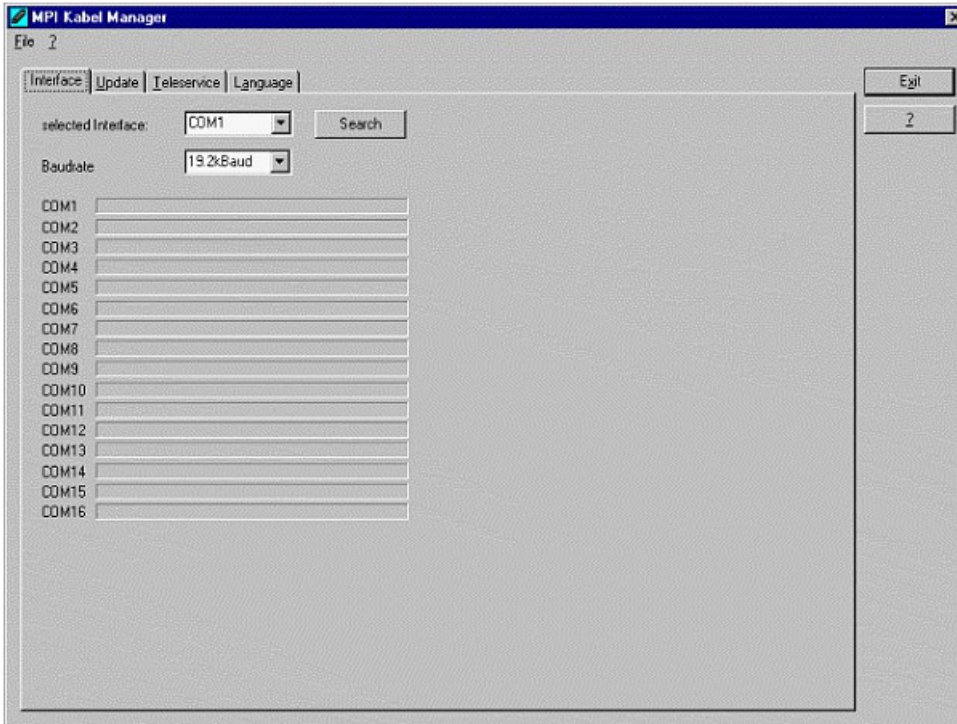 MPI Kabel Manager
File ?
Interface Update Teleservice Language
Exit
selected Interface: COM1 Search
?
Baudrate 19.2kBaud
COM1
COM2
COM3
COM4
COM5
COM6
COM7
COM8
COM9
COM10
COM11
COM12
COM13
COM14
COM15
COM16